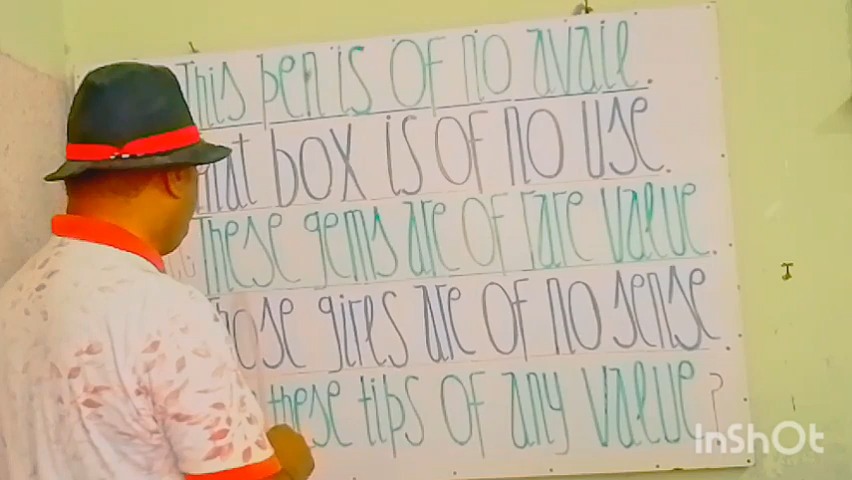 This pen is of no avail.
That box is of no use.
These gems are of rare value.
Those girls are of no sense.
these tips of any value?
InShOt